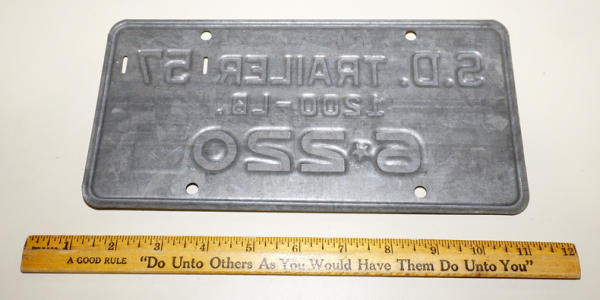 S.D. TRAILER '57
1200-LB.
6★220
1 2 3 4 5 6 7 8 9 10 11 12
A GOOD RULE "Do Unto Others As You Would Have Them Do Unto You"